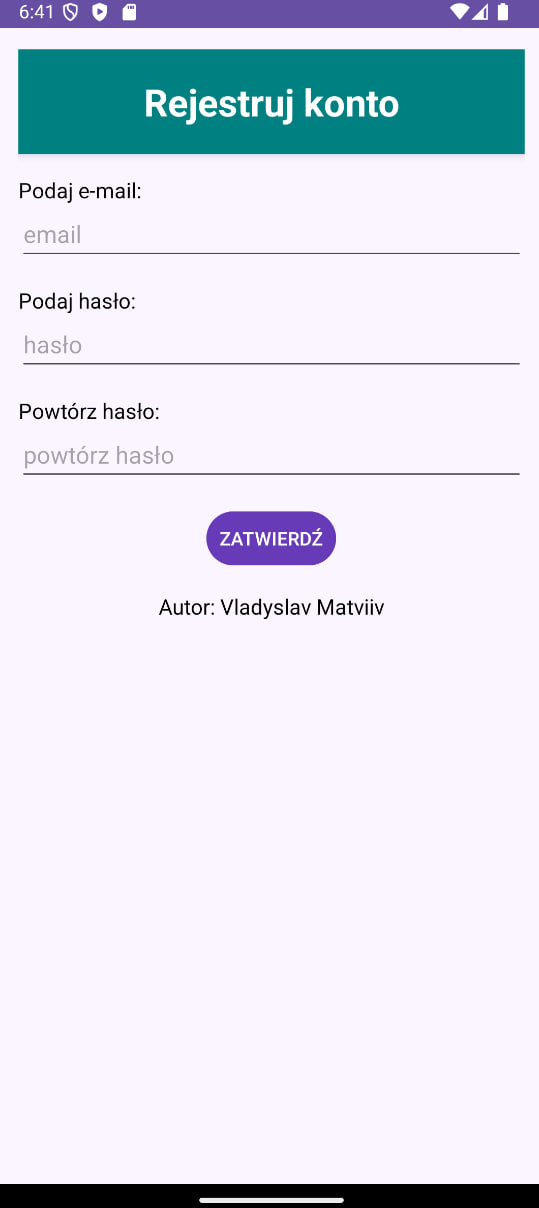 6:41
Rejestruj konto
Podaj e-mail:
email
Podaj hasło:
hasło
Powtórz hasło:
powtórz hasło
ZATWIERDŹ
Autor: Vladyslav Matviiv